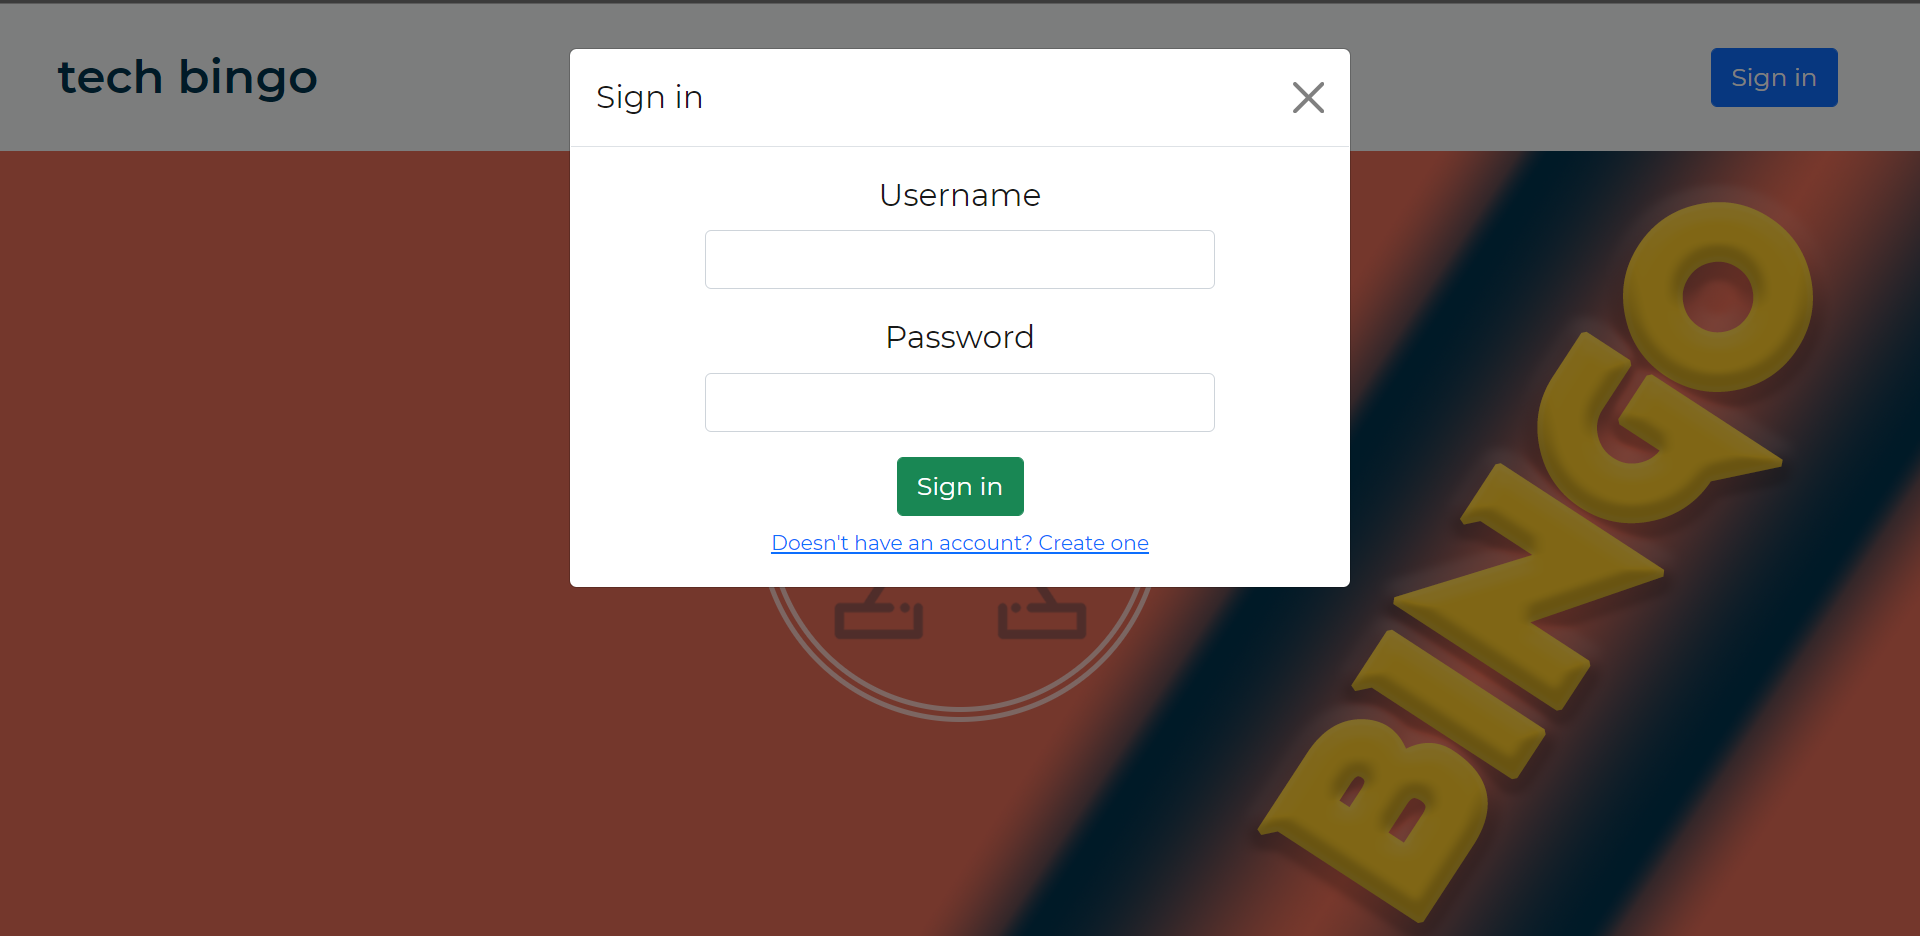 tech bingo
Sign in
Sign in
Username
Password
Sign in
Doesn't have an account? Create one
BINGO